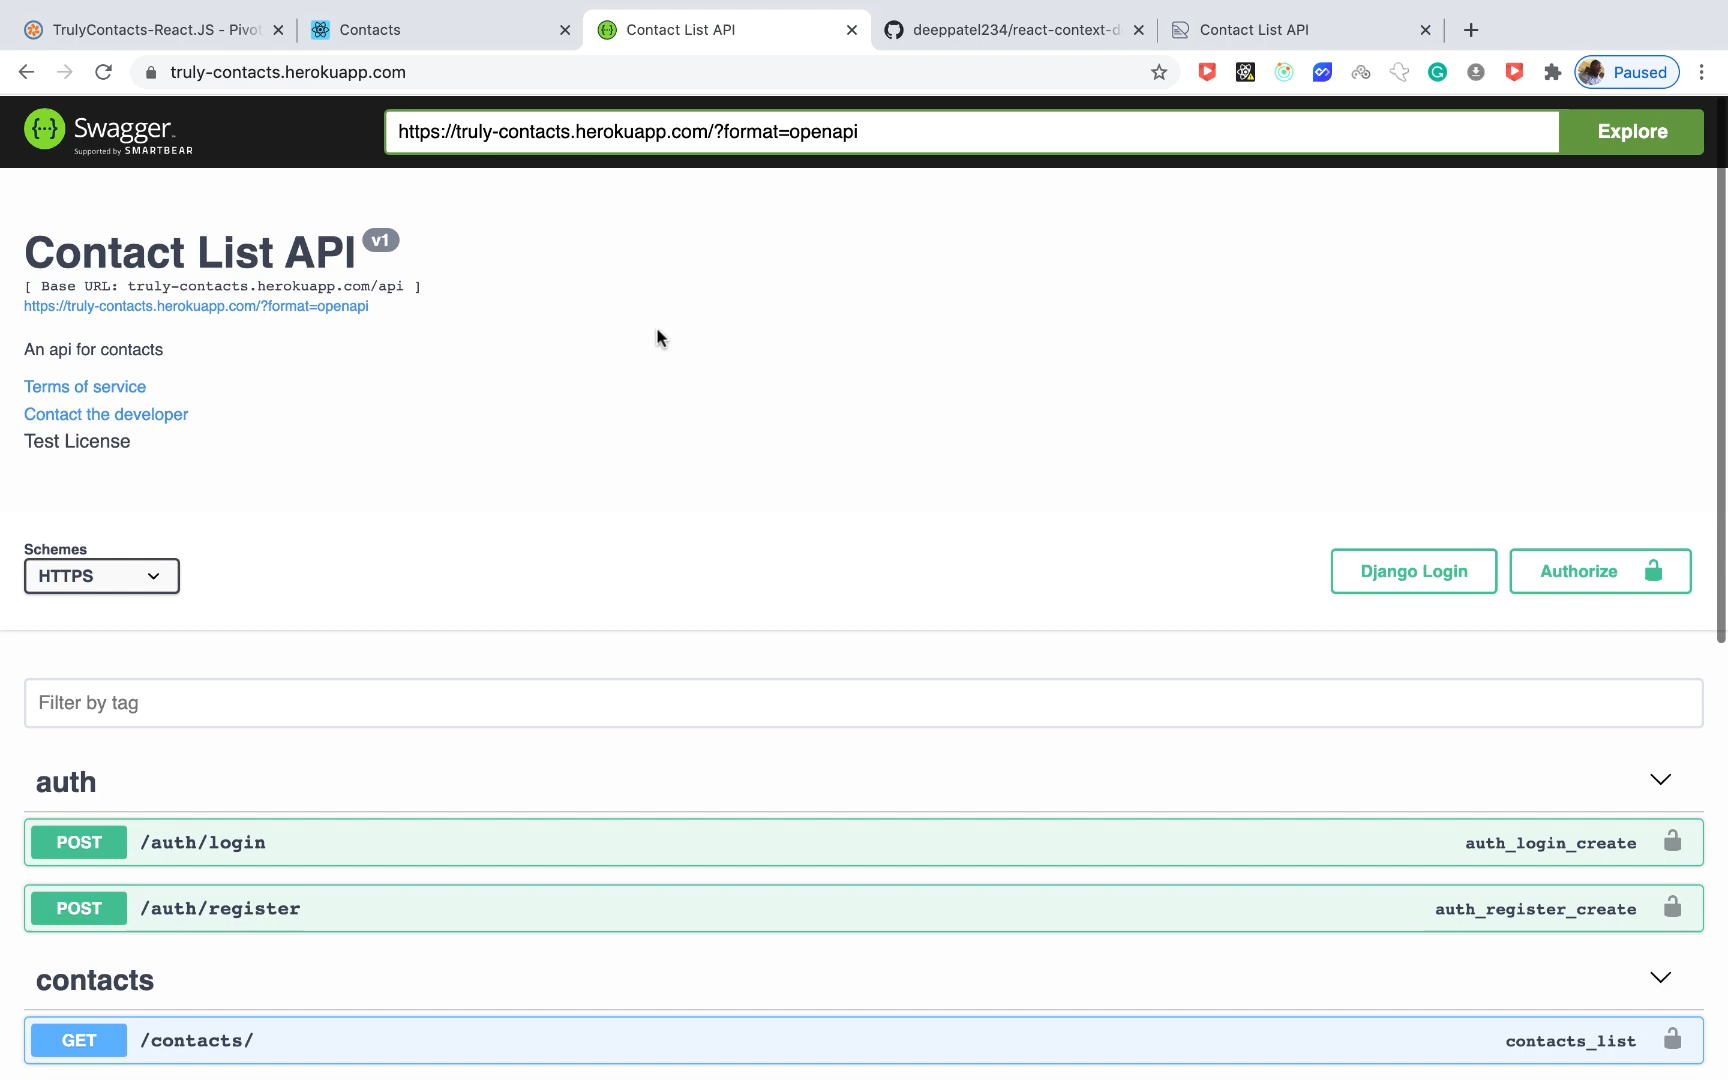 TrulyContacts-React.JS - Pivot
Contacts
Contact List API
deeppatel234/react-context-d
Contact List API
truly-contacts.herokuapp.com
Paused
Swagger
Supported by SMARTBEAR
https://truly-contacts.herokuapp.com/?format=openapi
Explore
Contact List API v1
[ Base URL: truly-contacts.herokuapp.com/api ]
https://truly-contacts.herokuapp.com/?format=openapi
An api for contacts
Terms of service
Contact the developer
Test License
Schemes
HTTPS
Django Login
Authorize
Filter by tag
auth
POST /auth/login auth_login_create
POST /auth/register auth_register_create
contacts
GET /contacts/ contacts_list